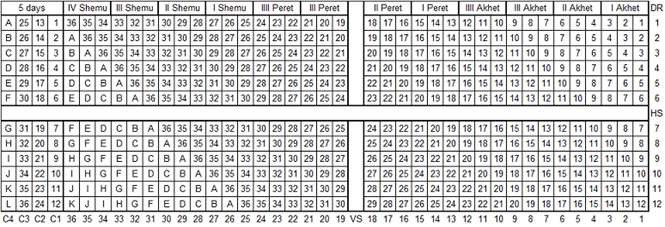 5 days IV Shemu III Shemu II Shemu I Shemu IIII Peret III Peret II Peret I Peret IIII Akhet III Akhet II Akhet I Akhet DR
A 25 13 1 36 35 34 33 32 31 30 29 28 27 26 25 24 23 22 21 20 19 18 17 16 15 14 13 12 11 10 9 8 7 6 5 4 3 2 1 1
B 26 14 2 A 36 35 34 33 32 31 30 29 28 27 26 25 24 23 22 21 20 19 18 17 16 15 14 13 12 11 10 9 8 7 6 5 4 3 2 2
C 27 15 3 B A 36 35 34 33 32 31 30 29 28 27 26 25 24 23 22 21 20 19 18 17 16 15 14 13 12 11 10 9 8 7 6 5 4 3 3
D 28 16 4 C B A 36 35 34 33 32 31 30 29 28 27 26 25 24 23 22 21 20 19 18 17 16 15 14 13 12 11 10 9 8 7 6 5 4 4
E 29 17 5 D C B A 36 35 34 33 32 31 30 29 28 27 26 25 24 23 22 21 20 19 18 17 16 15 14 13 12 11 10 9 8 7 6 5 5
F 30 18 6 E D C B A 36 35 34 33 32 31 30 29 28 27 26 25 24 23 22 21 20 19 18 17 16 15 14 13 12 11 10 9 8 7 6 6
HS
G 31 19 7 F E D C B A 36 35 34 33 32 31 30 29 28 27 26 25 24 23 22 21 20 19 18 17 16 15 14 13 12 11 10 9 8 7 7
H 32 20 8 G F E D C B A 36 35 34 33 32 31 30 29 28 27 26 25 24 23 22 21 20 19 18 17 16 15 14 13 12 11 10 9 8 8
I 33 21 9 H G F E D C B A 36 35 34 33 32 31 30 29 28 27 26 25 24 23 22 21 20 19 18 17 16 15 14 13 12 11 10 9 9
J 34 22 10 I H G F E D C B A 36 35 34 33 32 31 30 29 28 27 26 25 24 23 22 21 20 19 18 17 16 15 14 13 12 11 10 10
K 35 23 11 J I H G F E D C B A 36 35 34 33 32 31 30 29 28 27 26 25 24 23 22 21 20 19 18 17 16 15 14 13 12 11 11
L 36 24 12 K J I H G F E D C B A 36 35 34 33 32 31 30 29 28 27 26 25 24 23 22 21 20 19 18 17 16 15 14 13 12 12
C4 C3 C2 C1 36 35 34 33 32 31 30 29 28 27 26 25 24 23 22 21 20 19 VS 18 17 16 15 14 13 12 11 10 9 8 7 6 5 4 3 2 1